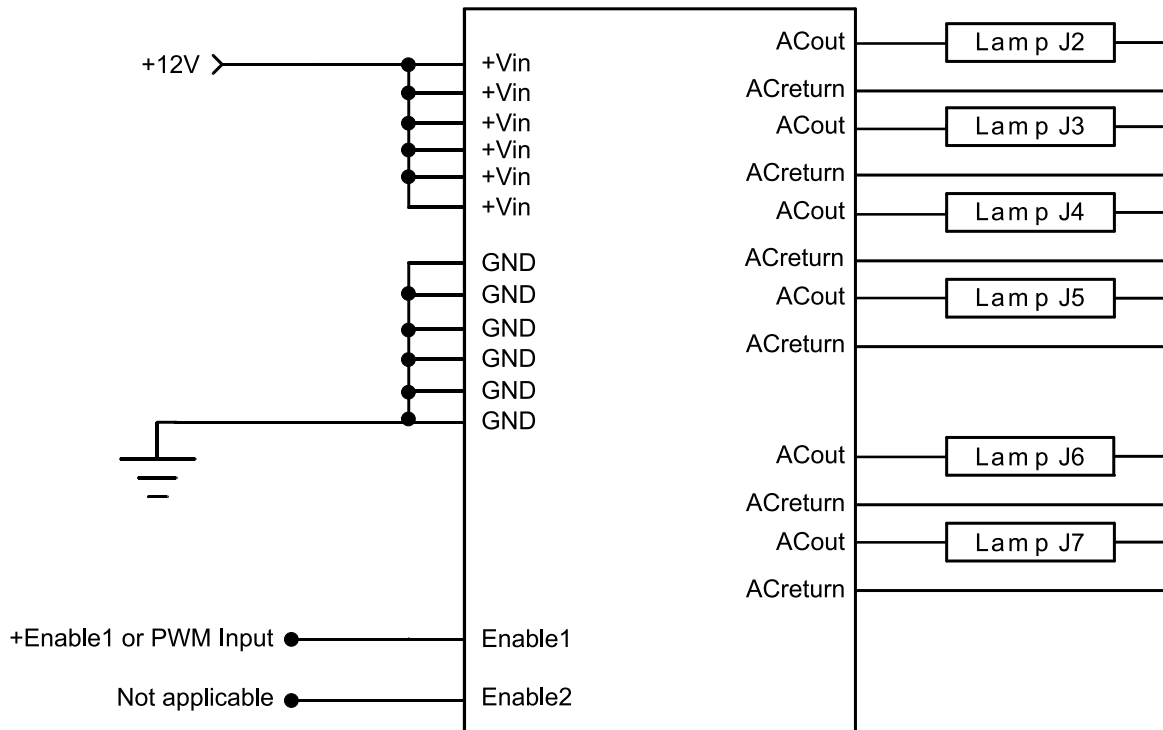 +12V
+Vin
+Vin
+Vin
+Vin
+Vin
+Vin
GND
GND
GND
GND
GND
GND
+Enable1 or PWM Input
Enable1
Not applicable
Enable2
ACout
Lamp J2
ACreturn
ACout
Lamp J3
ACreturn
ACout
Lamp J4
ACreturn
ACout
Lamp J5
ACreturn
ACout
Lamp J6
ACreturn
ACout
Lamp J7
ACreturn